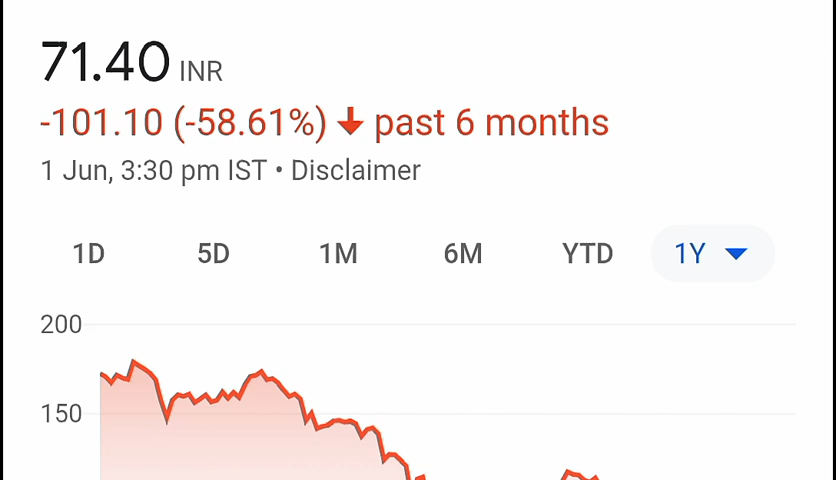 71.40 INR
-101.10 (-58.61%) ↓ past 6 months
1 Jun, 3:30 pm IST • Disclaimer
1D 5D 1M 6M YTD 1Y
200
150